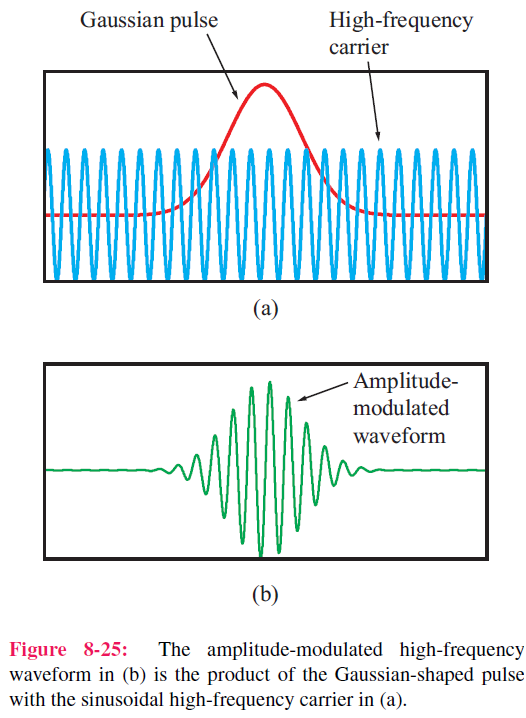 Gaussian pulse
High-frequency
carrier
(a)
Amplitude-
modulated
waveform
(b)
Figure 8-25: The amplitude-modulated high-frequency
waveform in (b) is the product of the Gaussian-shaped pulse
with the sinusoidal high-frequency carrier in (a).